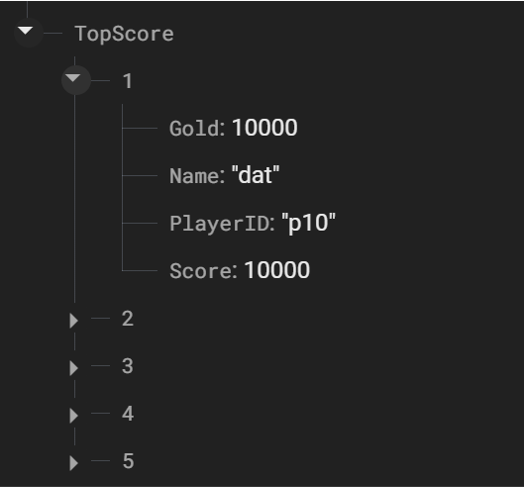 TopScore
1
Gold: 10000
Name: "dat"
PlayerID: "p10"
Score: 10000
2
3
4
5